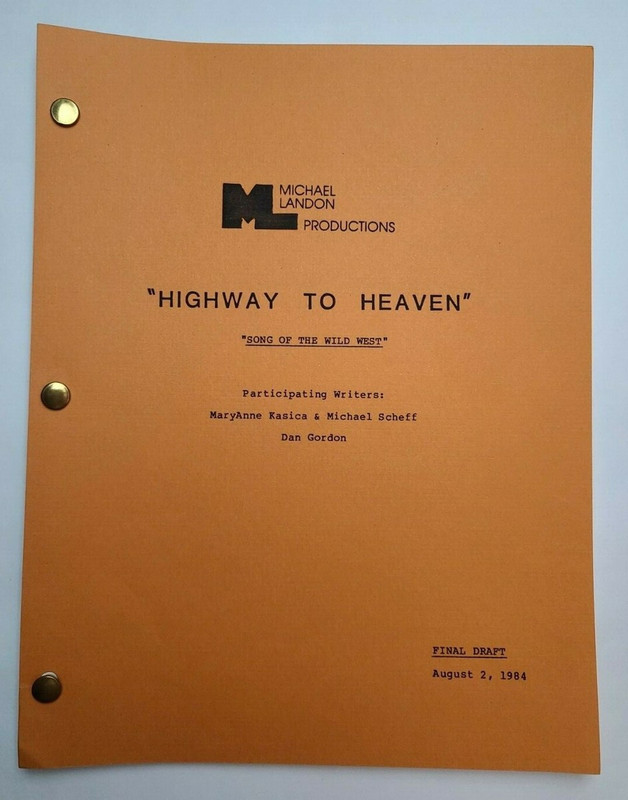 ML MICHAEL
LANDON
PRODUCTIONS
"HIGHWAY TO HEAVEN"
"SONG OF THE WILD WEST"
Participating Writers:
MaryAnne Kasica & Michael Scheff
Dan Gordon
FINAL DRAFT
August 2, 1984